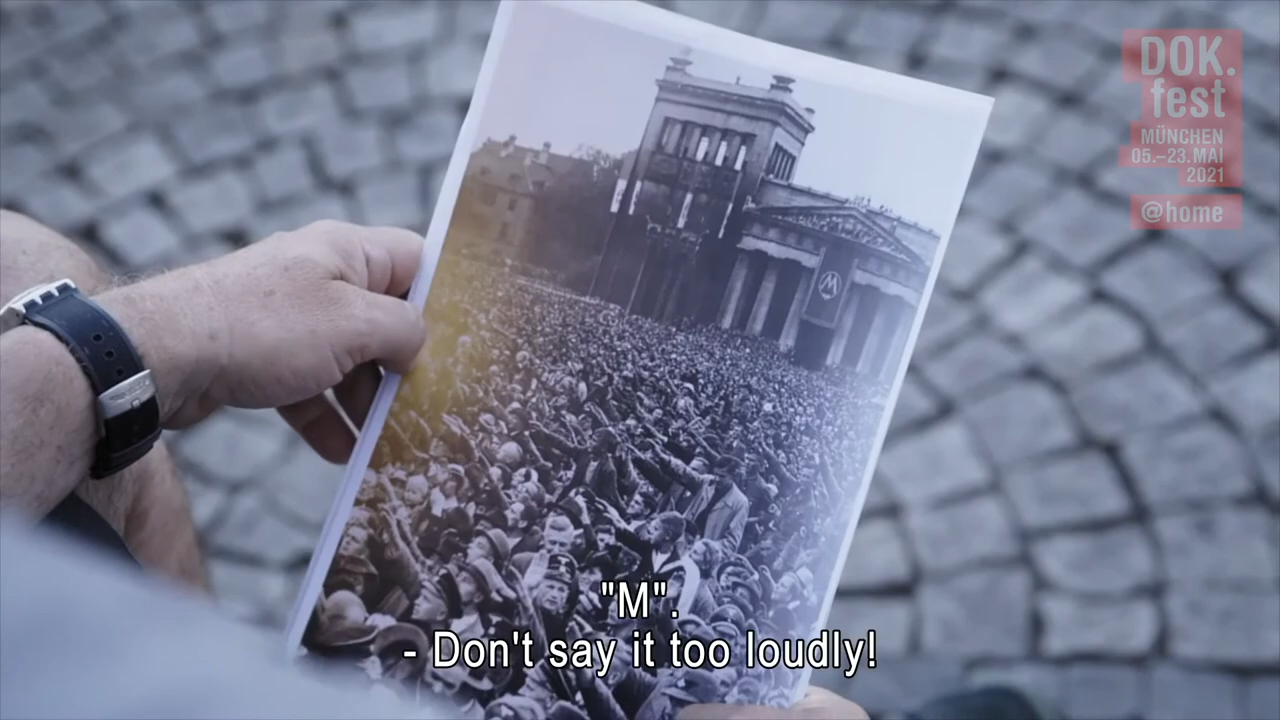 DOK.
fest
MÜNCHEN
05.–23. MAI
2021
@home
M
"M".
- Don't say it too loudly!